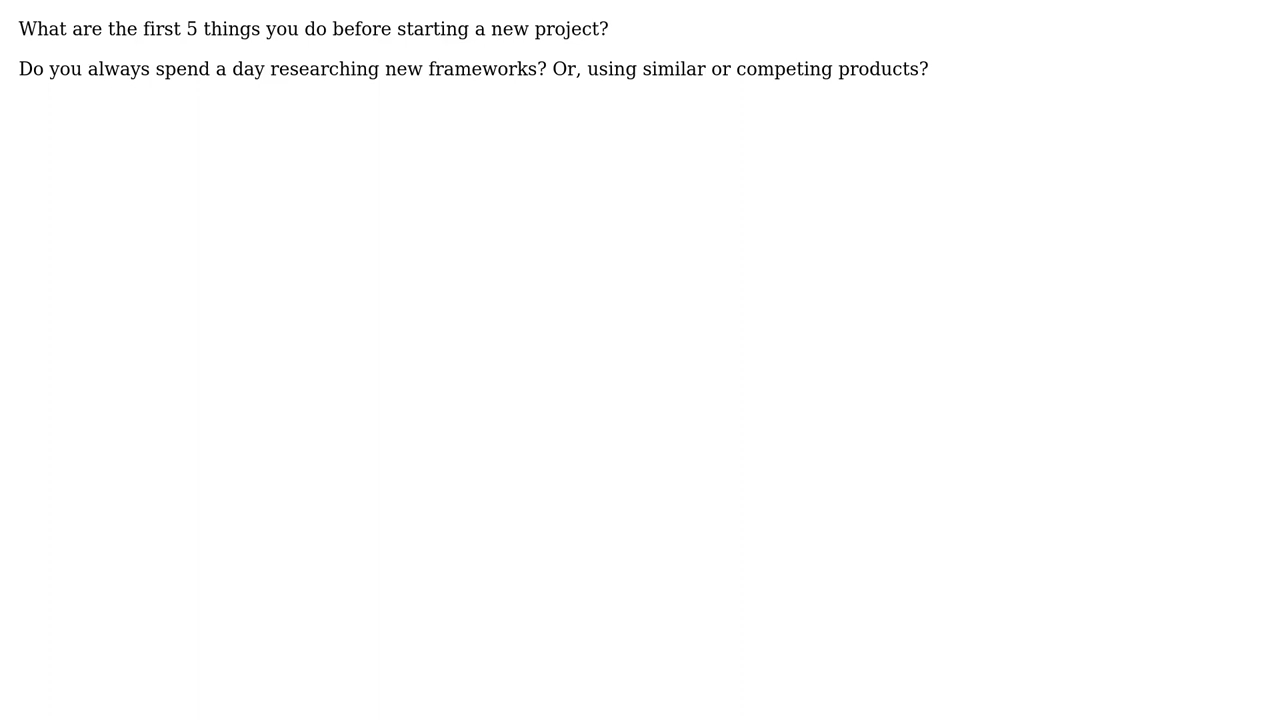 What are the first 5 things you do before starting a new project?
Do you always spend a day researching new frameworks? Or, using similar or competing products?